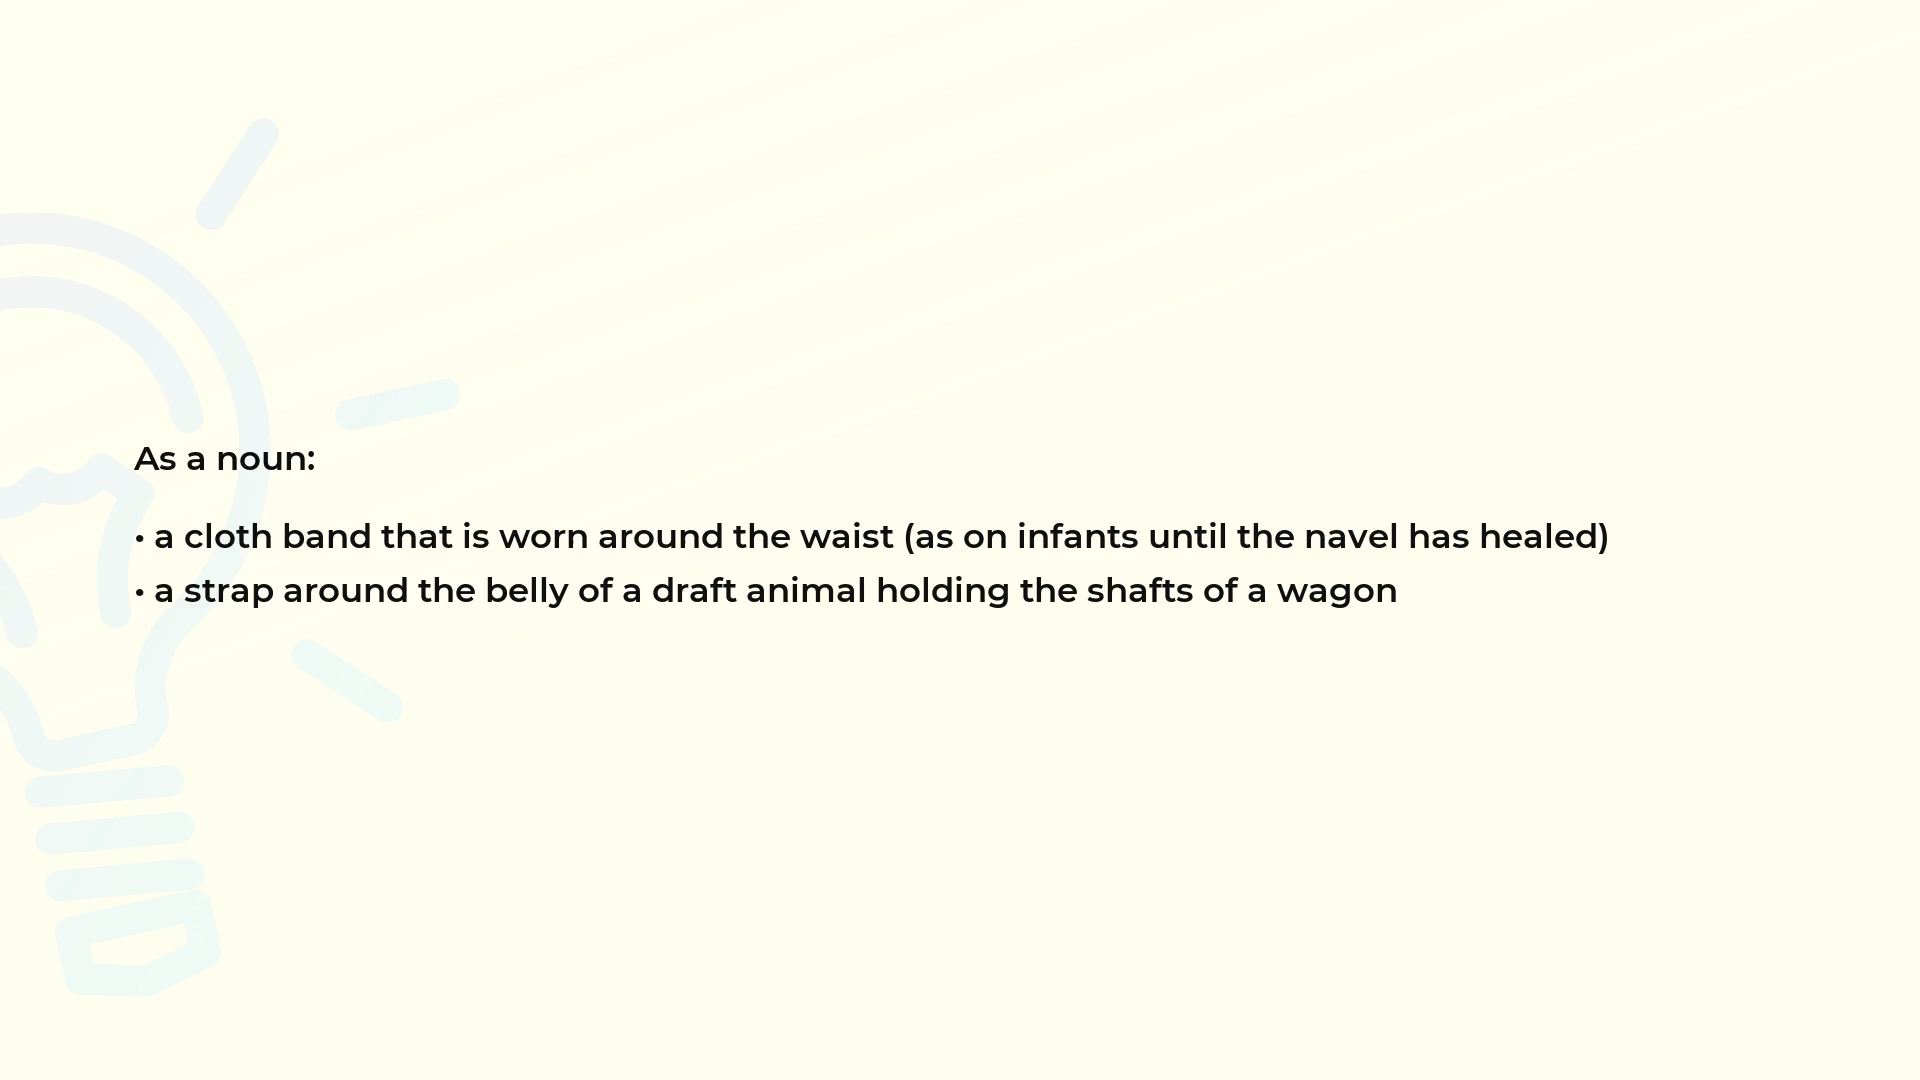 As a noun:
• a cloth band that is worn around the waist (as on infants until the navel has healed)
• a strap around the belly of a draft animal holding the shafts of a wagon